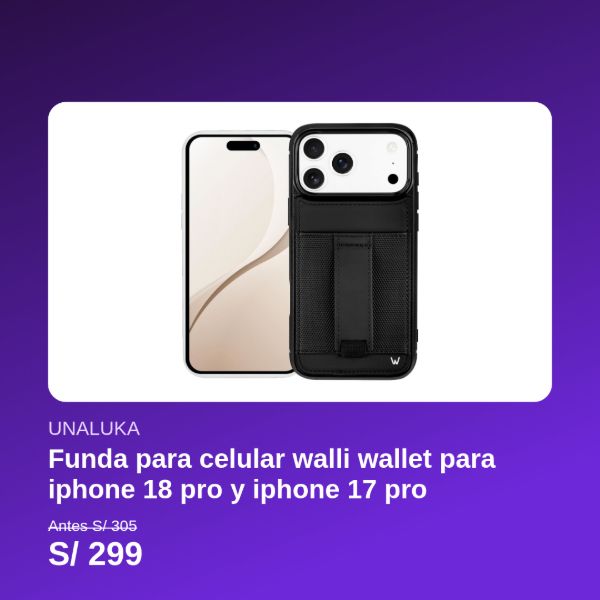 W
UNALUKA
Funda para celular walli wallet para
iphone 18 pro y iphone 17 pro
Antes S/ 305
S/ 299